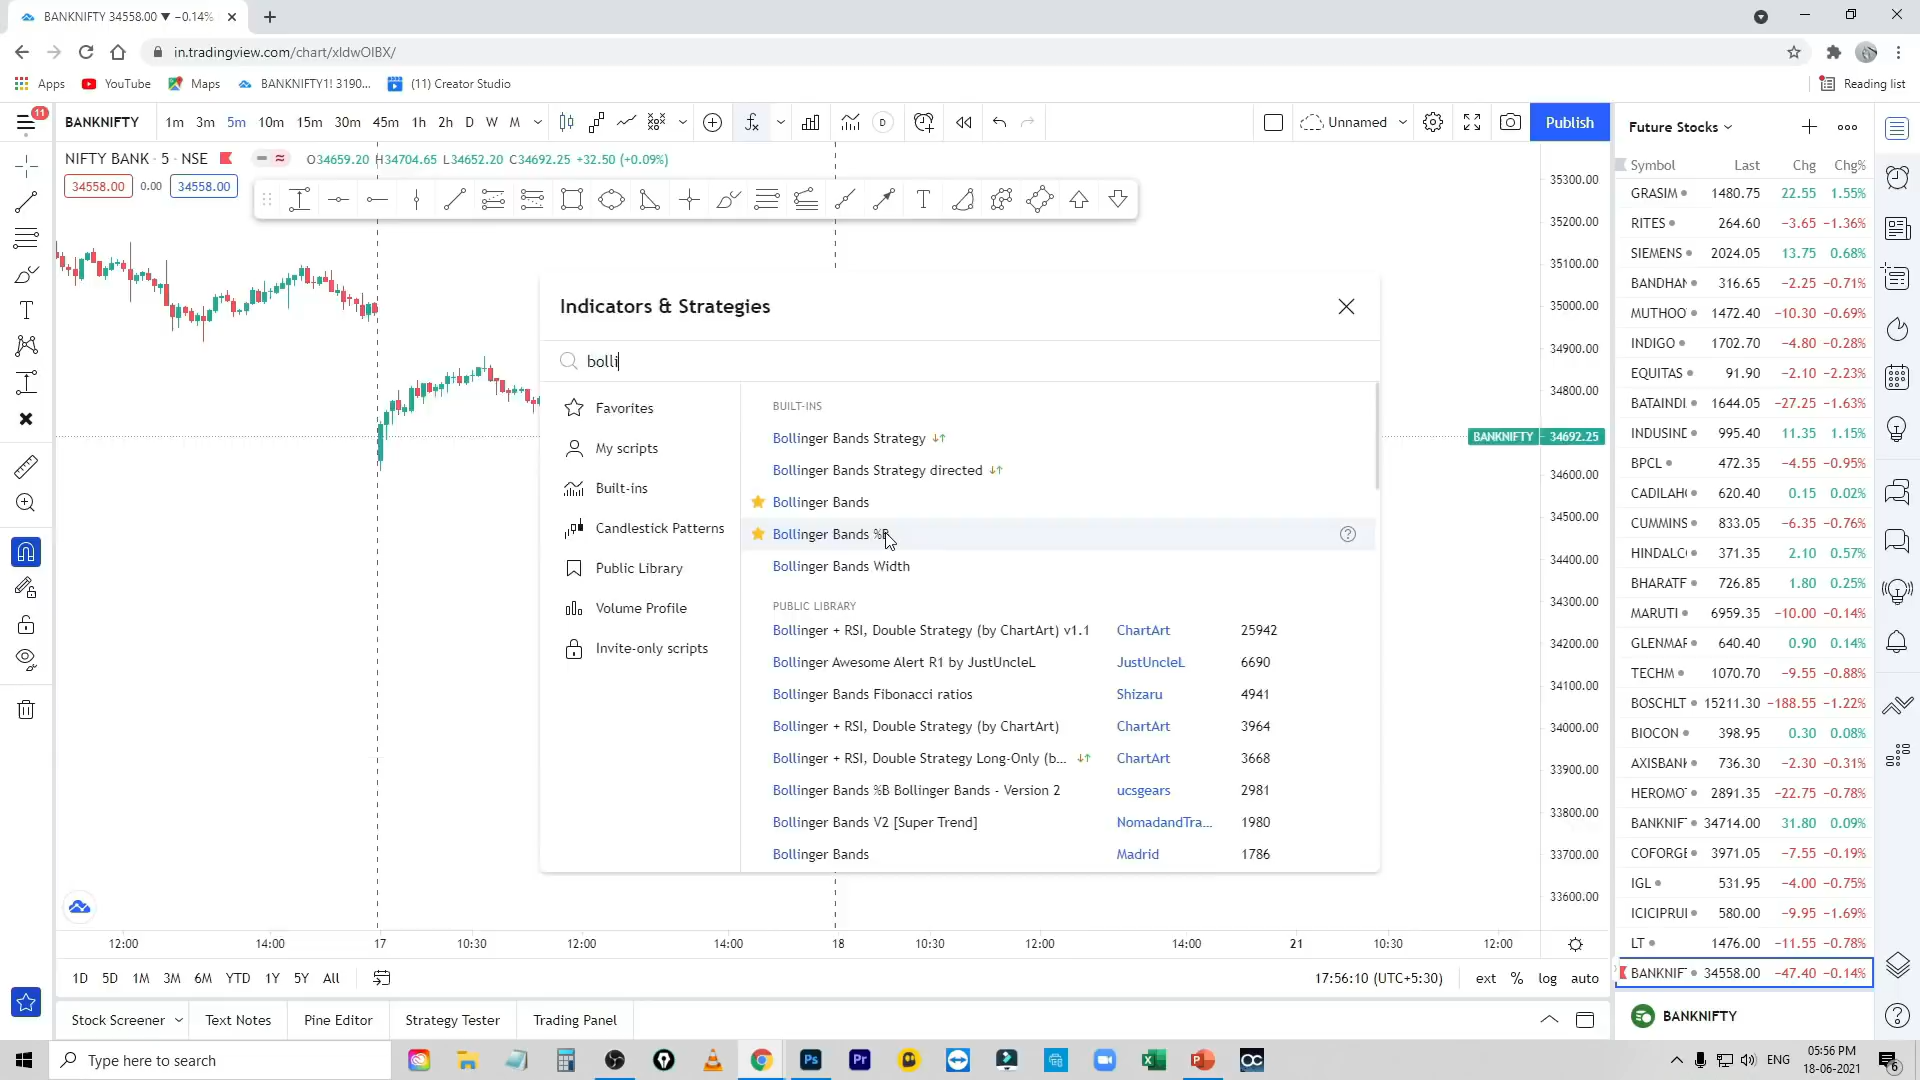 BANKNIFTY 34558.00 ▼ −0.14%
in.tradingview.com/chart/xIdwOIBX/
Apps YouTube Maps BANKNIFTY1! 3190... (11) Creator Studio Reading list
11 BANKNIFTY 1m 3m 5m 10m 15m 30m 45m 1h 2h D W M D Unnamed Publish Future Stocks
NIFTY BANK · 5 · NSE O34659.20 H34704.65 L34652.20 C34692.25 +32.50 (+0.09%)
34558.00 0.00 34558.00
Indicators & Strategies
bolli
Favorites
My scripts
Built-ins
Candlestick Patterns
Public Library
Volume Profile
Invite-only scripts
BUILT-INS
Bollinger Bands Strategy
Bollinger Bands Strategy directed
Bollinger Bands
Bollinger Bands %B
Bollinger Bands Width
PUBLIC LIBRARY
Bollinger + RSI, Double Strategy (by ChartArt) v1.1 ChartArt 25942
Bollinger Awesome Alert R1 by JustUncleL JustUncleL 6690
Bollinger Bands Fibonacci ratios Shizaru 4941
Bollinger + RSI, Double Strategy (by ChartArt) ChartArt 3964
Bollinger + RSI, Double Strategy Long-Only (b... ChartArt 3668
Bollinger Bands %B Bollinger Bands - Version 2 ucsgears 2981
Bollinger Bands V2 [Super Trend] NomadandTra... 1980
Bollinger Bands Madrid 1786
35300.00
35200.00
35100.00
35000.00
34900.00
34800.00
BANKNIFTY 34692.25
34600.00
34500.00
34400.00
34300.00
34200.00
34100.00
34000.00
33900.00
33800.00
33700.00
33600.00
12:00 14:00 17 10:30 12:00 14:00 18 10:30 12:00 14:00 21 10:30 12:00
1D 5D 1M 3M 6M YTD 1Y 5Y All 17:56:10 (UTC+5:30) ext % log auto
Stock Screener Text Notes Pine Editor Strategy Tester Trading Panel
Symbol Last Chg Chg%
GRASIM 1480.75 22.55 1.55%
RITES 264.60 −3.65 −1.36%
SIEMENS 2024.05 13.75 0.68%
BANDHAN 316.65 −2.25 −0.71%
MUTHOO 1472.40 −10.30 −0.69%
INDIGO 1702.70 −4.80 −0.28%
EQUITAS 91.90 −2.10 −2.23%
BATAINDI 1644.05 −27.25 −1.63%
INDUSINE 995.40 11.35 1.15%
BPCL 472.35 −4.55 −0.95%
CADILAH 620.40 0.15 0.02%
CUMMINS 833.05 −6.35 −0.76%
HINDALC 371.35 2.10 0.57%
BHARATF 726.85 1.80 0.25%
MARUTI 6959.35 −10.00 −0.14%
GLENMAF 640.40 0.90 0.14%
TECHM 1070.70 −9.55 −0.88%
BOSCHLT 15211.30 −188.55 −1.22%
BIOCON 398.95 0.30 0.08%
AXISBANK 736.30 −2.30 −0.31%
HEROMO 2891.35 −22.75 −0.78%
BANKNIF 34714.00 31.80 0.09%
COFORGE 3971.05 −7.55 −0.19%
IGL 531.95 −4.00 −0.75%
ICICIPRUI 580.00 −9.95 −1.69%
LT 1476.00 −11.55 −0.78%
BANKNIF 34558.00 −47.40 −0.14%
BANKNIFTY
Type here to search
ENG 05:56 PM
18-06-2021
6